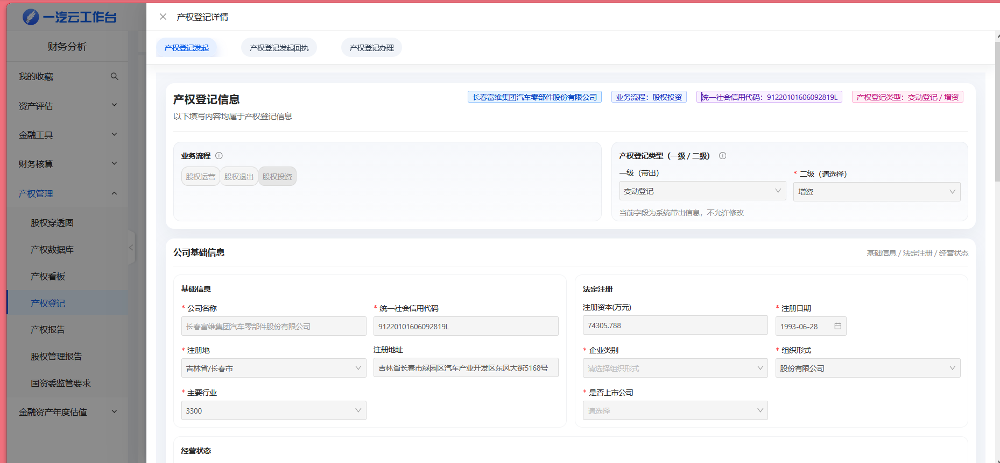 一汽云工作台
财务分析
我的收藏
资产评估
金融工具
财务核算
产权管理
股权穿透图
产权数据库
产权看板
产权登记
产权报告
股权管理报告
国资委监管要求
金融资产年度估值
产权登记详情
产权登记发起 产权登记发起回执 产权登记办理
产权登记信息 长春富维集团汽车零部件股份有限公司 业务流程：股权投资 统一社会信用代码：91220101606092819L 产权登记类型：变动登记 / 增资
以下填写内容均属于产权登记信息
业务流程
股权运营 股权退出 股权投资
产权登记类型（一级 / 二级）
一级（带出） * 二级（请选择）
变动登记 增资
当前字段为系统带出信息，不允许修改
公司基础信息 基础信息 / 法定注册 / 经营状态
基础信息
* 公司名称 * 统一社会信用代码
长春富维集团汽车零部件股份有限公司 91220101606092819L
* 注册地 注册地址
吉林省/长春市 吉林省长春市绿园区汽车产业开发区东风大街5168号
* 主要行业
3300
法定注册
注册资本(万元) * 注册日期
74305.788 1993-06-28
* 企业类别 * 组织形式
请选择组织形式 股份有限公司
* 是否上市公司
请选择
经营状态